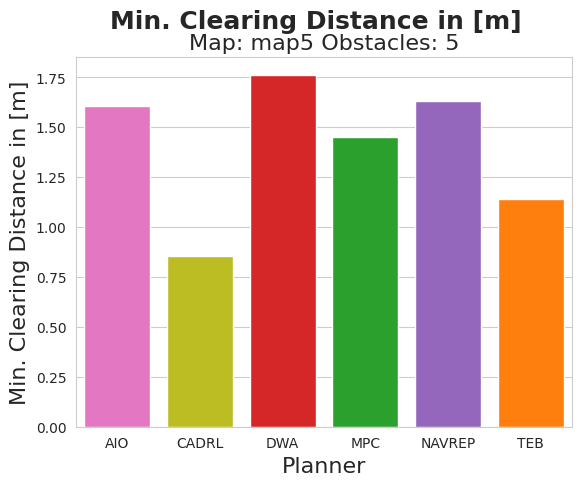 Min. Clearing Distance in [m]
Map: map5 Obstacles: 5
Min. Clearing Distance in [m]
1.75
1.50
1.25
1.00
0.75
0.50
0.25
0.00
AIO CADRL DWA MPC NAVREP TEB
Planner